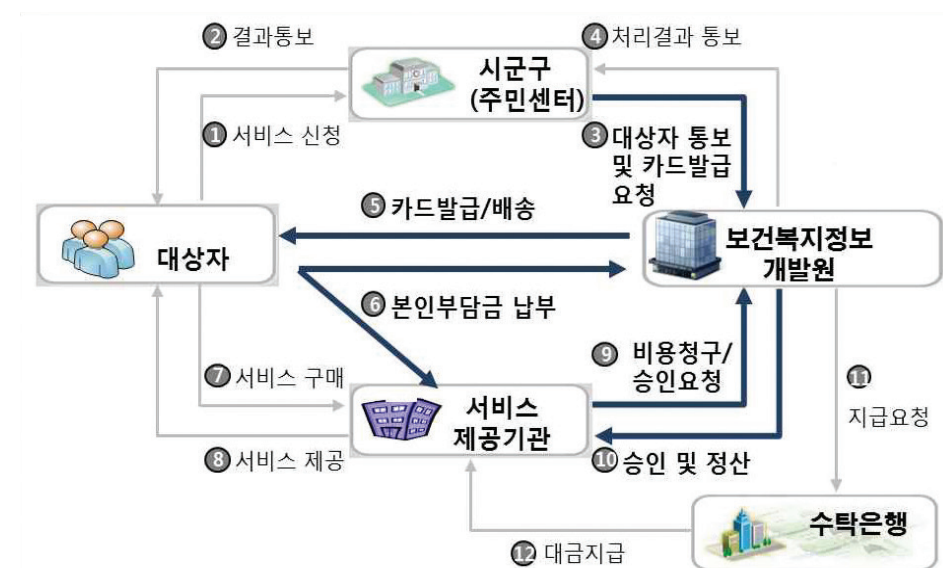 ② 결과통보
④ 처리결과 통보
시군구
(주민센터)
① 서비스 신청
③ 대상자 통보
및 카드발급
요청
⑤ 카드발급/배송
대상자
보건복지정보
개발원
⑥ 본인부담금 납부
⑨ 비용청구/
승인요청
⑦ 서비스 구매
⑪
지급요청
서비스
제공기관
⑧ 서비스 제공
⑩ 승인 및 정산
수탁은행
⑫ 대금지급